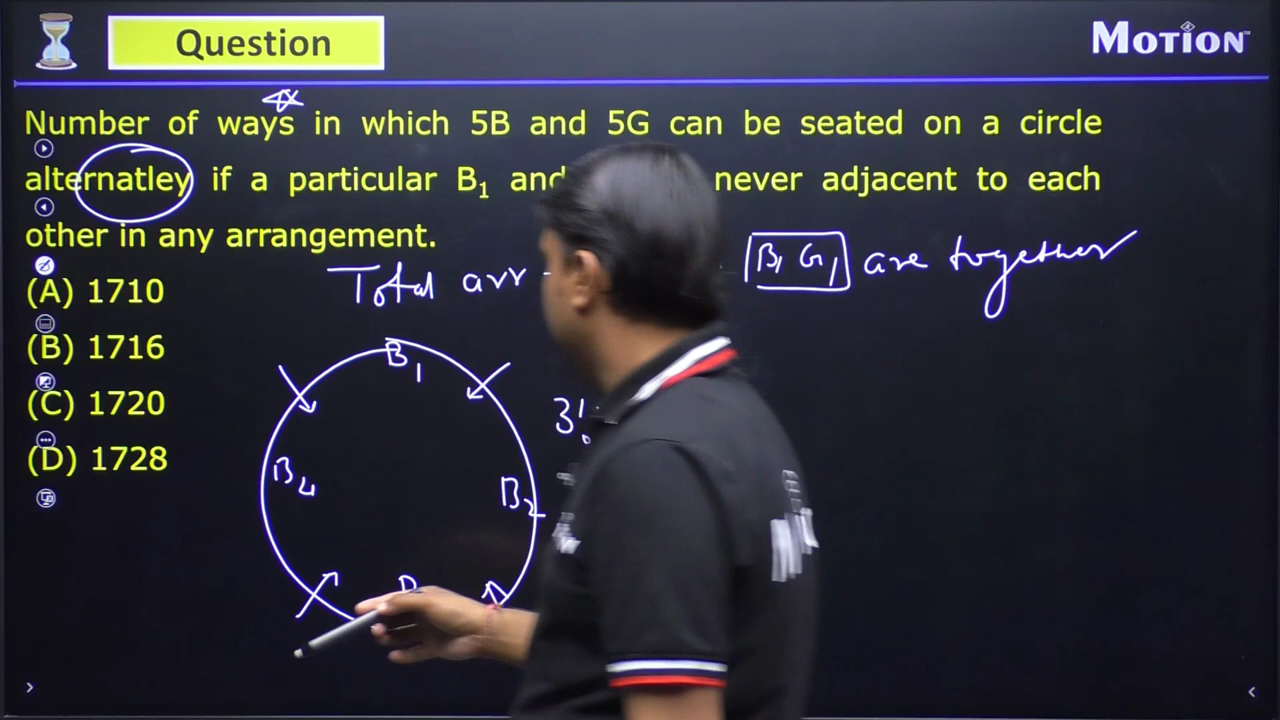 Question
MOTION™
Number of ways in which 5B and 5G can be seated on a circle
alternatley if a particular B₁ and never adjacent to each
other in any arrangement.
Total arr - B₁ G₁ are together
(A) 1710
(B) 1716
(C) 1720
(D) 1728
B₁
B₄
B₂
3!